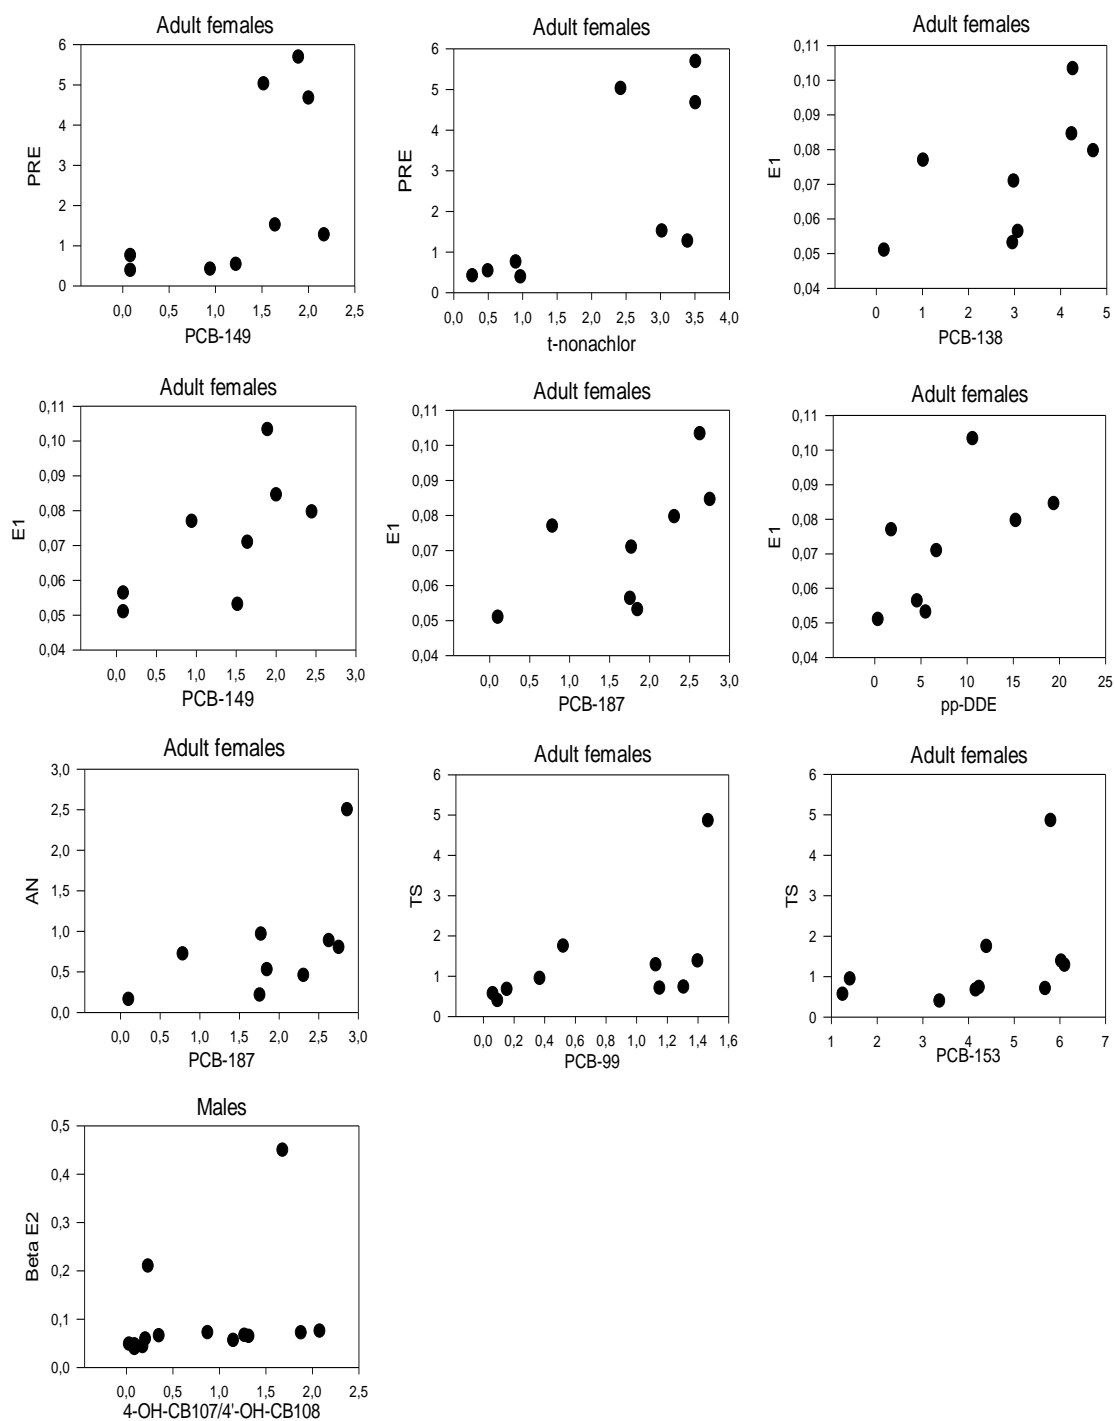 Adult females
6
5
4
3
2
1
0
PRE
0,0 0,5 1,0 1,5 2,0 2,5
PCB-149
Adult females
6
5
4
3
2
1
0
PRE
0,0 0,5 1,0 1,5 2,0 2,5 3,0 3,5 4,0
t-nonachlor
Adult females
0,11
0,10
0,09
0,08
0,07
0,06
0,05
0,04
E1
0 1 2 3 4 5
PCB-138
Adult females
0,11
0,10
0,09
0,08
0,07
0,06
0,05
0,04
E1
0,0 0,5 1,0 1,5 2,0 2,5 3,0
PCB-149
Adult females
0,11
0,10
0,09
0,08
0,07
0,06
0,05
0,04
E1
0,0 0,5 1,0 1,5 2,0 2,5 3,0
PCB-187
Adult females
0,11
0,10
0,09
0,08
0,07
0,06
0,05
0,04
E1
0 5 10 15 20 25
pp-DDE
Adult females
3,0
2,5
2,0
1,5
1,0
0,5
0,0
AN
0,0 0,5 1,0 1,5 2,0 2,5 3,0
PCB-187
Adult females
6
5
4
3
2
1
0
TS
0,0 0,2 0,4 0,6 0,8 1,0 1,2 1,4 1,6
PCB-99
Adult females
6
5
4
3
2
1
0
TS
1 2 3 4 5 6 7
PCB-153
Males
0,5
0,4
0,3
0,2
0,1
0,0
Beta E2
0,0 0,5 1,0 1,5 2,0 2,5
4-OH-CB107/4'-OH-CB108